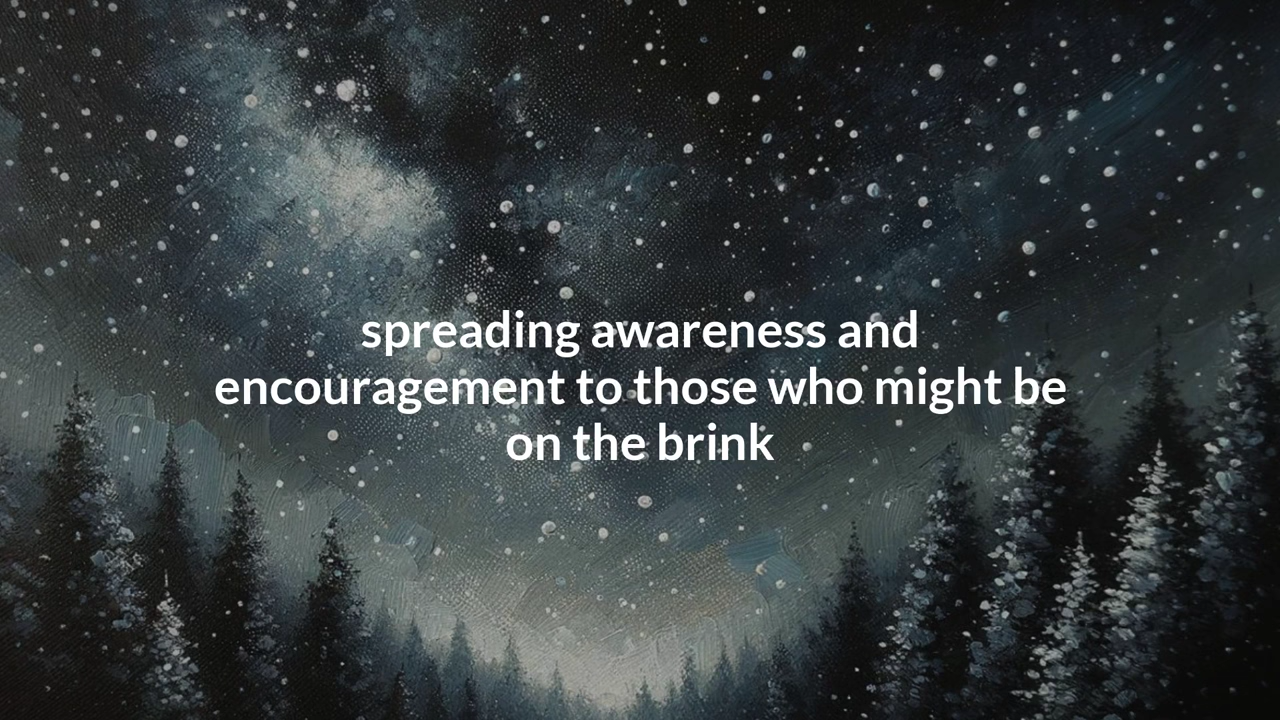 spreading awareness and
encouragement to those who might be
on the brink